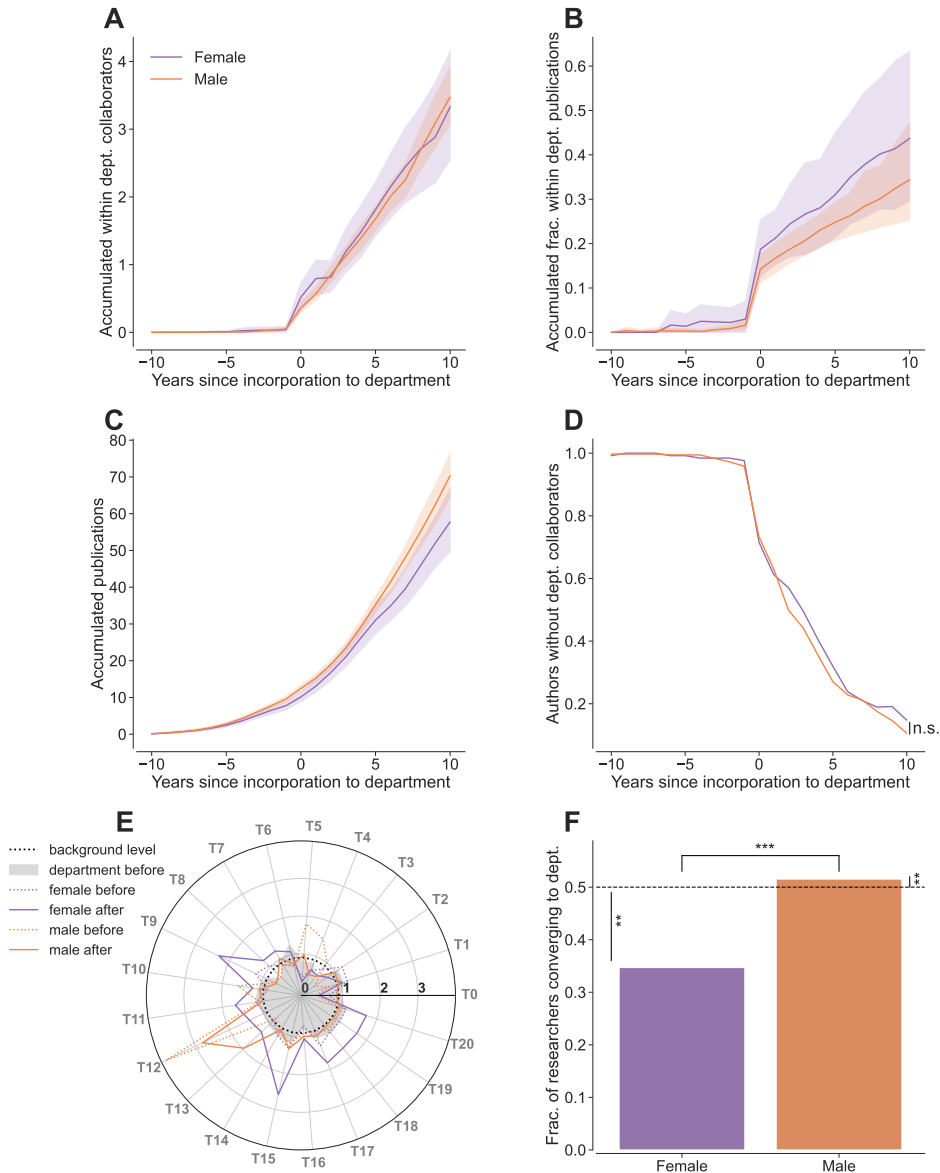 A
Accumulated within dept. collaborators
4
3
2
1
0
Female
Male
−10
−5
0
5
10
Years since incorporation to department
B
Accumulated frac. within dept. publications
0.6
0.5
0.4
0.3
0.2
0.1
0.0
−10
−5
0
5
10
Years since incorporation to department
C
Accumulated publications
80
70
60
50
40
30
20
10
0
−10
−5
0
5
10
Years since incorporation to department
D
Authors without dept. collaborators
1.0
0.8
0.6
0.4
0.2
n.s.
−10
−5
0
5
10
Years since incorporation to department
E
background level
department before
female before
female after
male before
male after
T0
T1
T2
T3
T4
T5
T6
T7
T8
T9
T10
T11
T12
T13
T14
T15
T16
T17
T18
T19
T20
0
1
2
3
F
Frac. of researchers converging to dept.
0.5
0.4
0.3
0.2
0.1
0.0
***
**
**
Female
Male